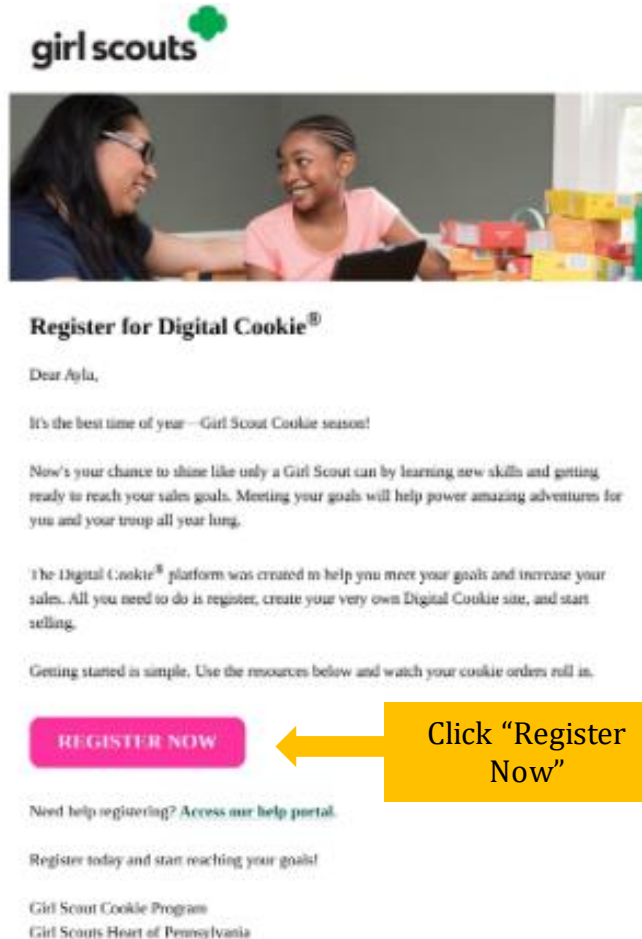 girl scouts
Register for Digital Cookie®
Dear Ayla,
It's the best time of year—Girl Scout Cookie season!
Now's your chance to shine like only a Girl Scout can by learning new skills and getting
ready to reach your sales goals. Meeting your goals will help power amazing adventures for
you and your troop all year long.
The Digital Cookie® platform was created to help you meet your goals and increase your
sales. All you need to do is register, create your very own Digital Cookie site, and start
selling.
Getting started is simple. Use the resources below and watch your cookie orders roll in.
REGISTER NOW
Click “Register
Now”
Need help registering? Access our help portal.
Register today and start reaching your goals!
Girl Scout Cookie Program
Girl Scouts Heart of Pennsylvania